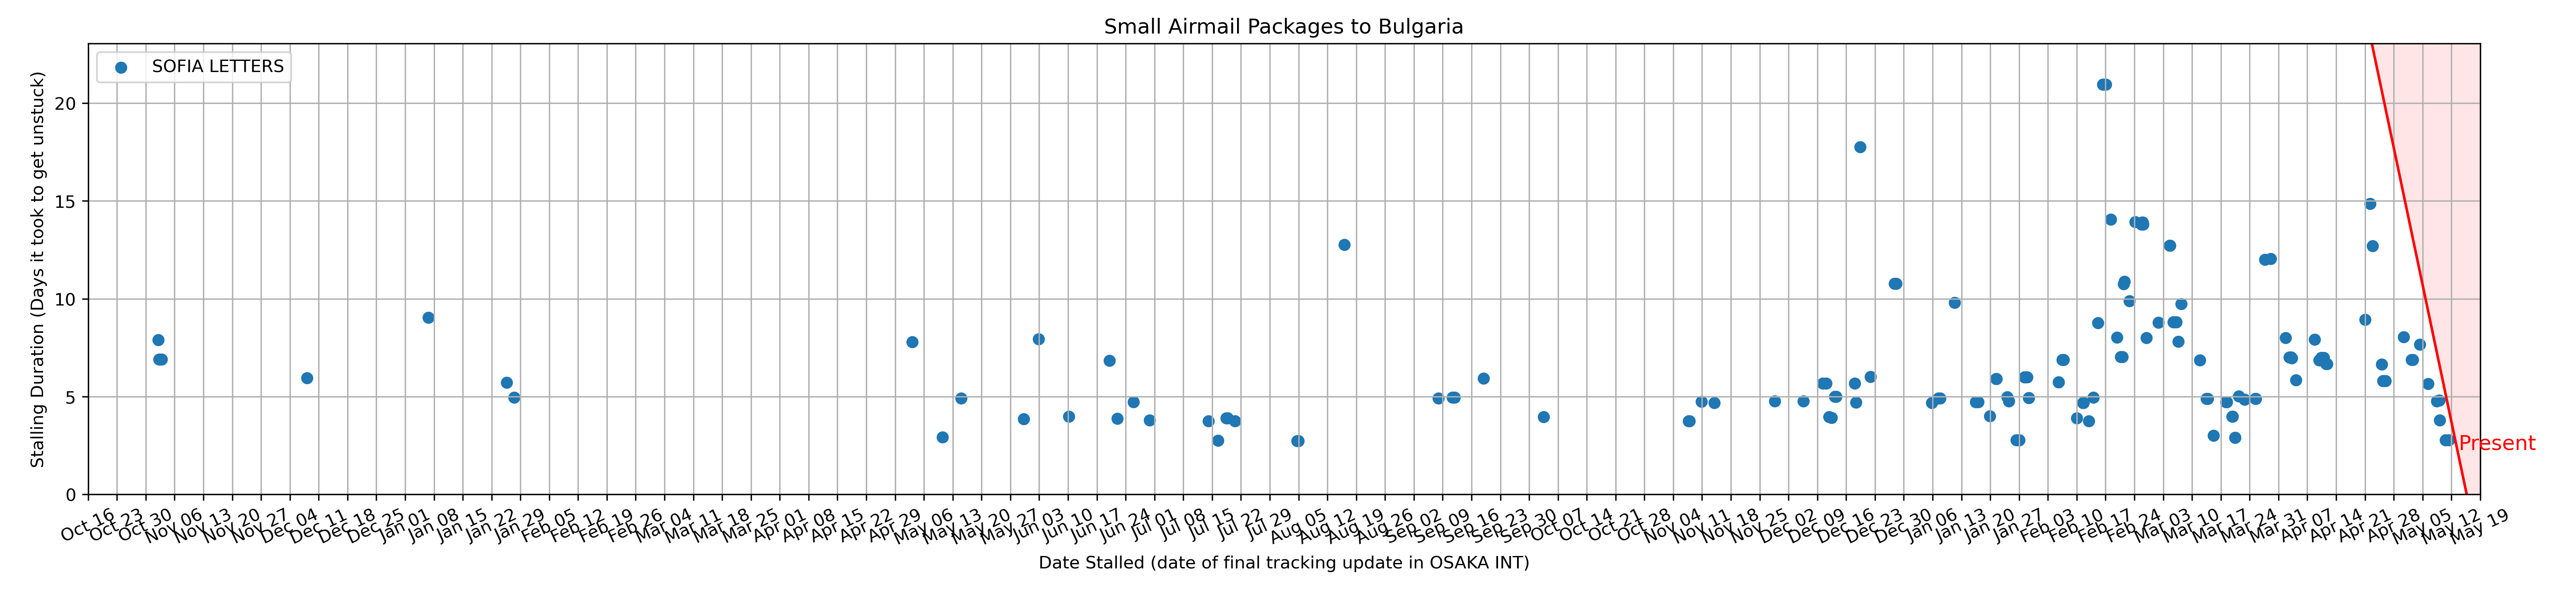 Small Airmail Packages to Bulgaria
SOFIA LETTERS
Stalling Duration (Days it took to get unstuck)
20
15
10
5
0
Present
Oct 16 Oct 23 Oct 30 Nov 06 Nov 13 Nov 20 Nov 27 Dec 04 Dec 11 Dec 18 Dec 25 Jan 01 Jan 08 Jan 15 Jan 22 Jan 29 Feb 05 Feb 12 Feb 19 Feb 26 Mar 04 Mar 11 Mar 18 Mar 25 Apr 01 Apr 08 Apr 15 Apr 22 Apr 29 May 06 May 13 May 20 May 27 Jun 03 Jun 10 Jun 17 Jun 24 Jul 01 Jul 08 Jul 15 Jul 22 Jul 29 Aug 05 Aug 12 Aug 19 Aug 26 Sep 02 Sep 09 Sep 16 Sep 23 Sep 30 Oct 07 Oct 14 Oct 21 Oct 28 Nov 04 Nov 11 Nov 18 Nov 25 Dec 02 Dec 09 Dec 16 Dec 23 Dec 30 Jan 06 Jan 13 Jan 20 Jan 27 Feb 03 Feb 10 Feb 17 Feb 24 Mar 03 Mar 10 Mar 17 Mar 24 Mar 31 Apr 07 Apr 14 Apr 21 Apr 28 May 05 May 12 May 19
Date Stalled (date of final tracking update in OSAKA INT)